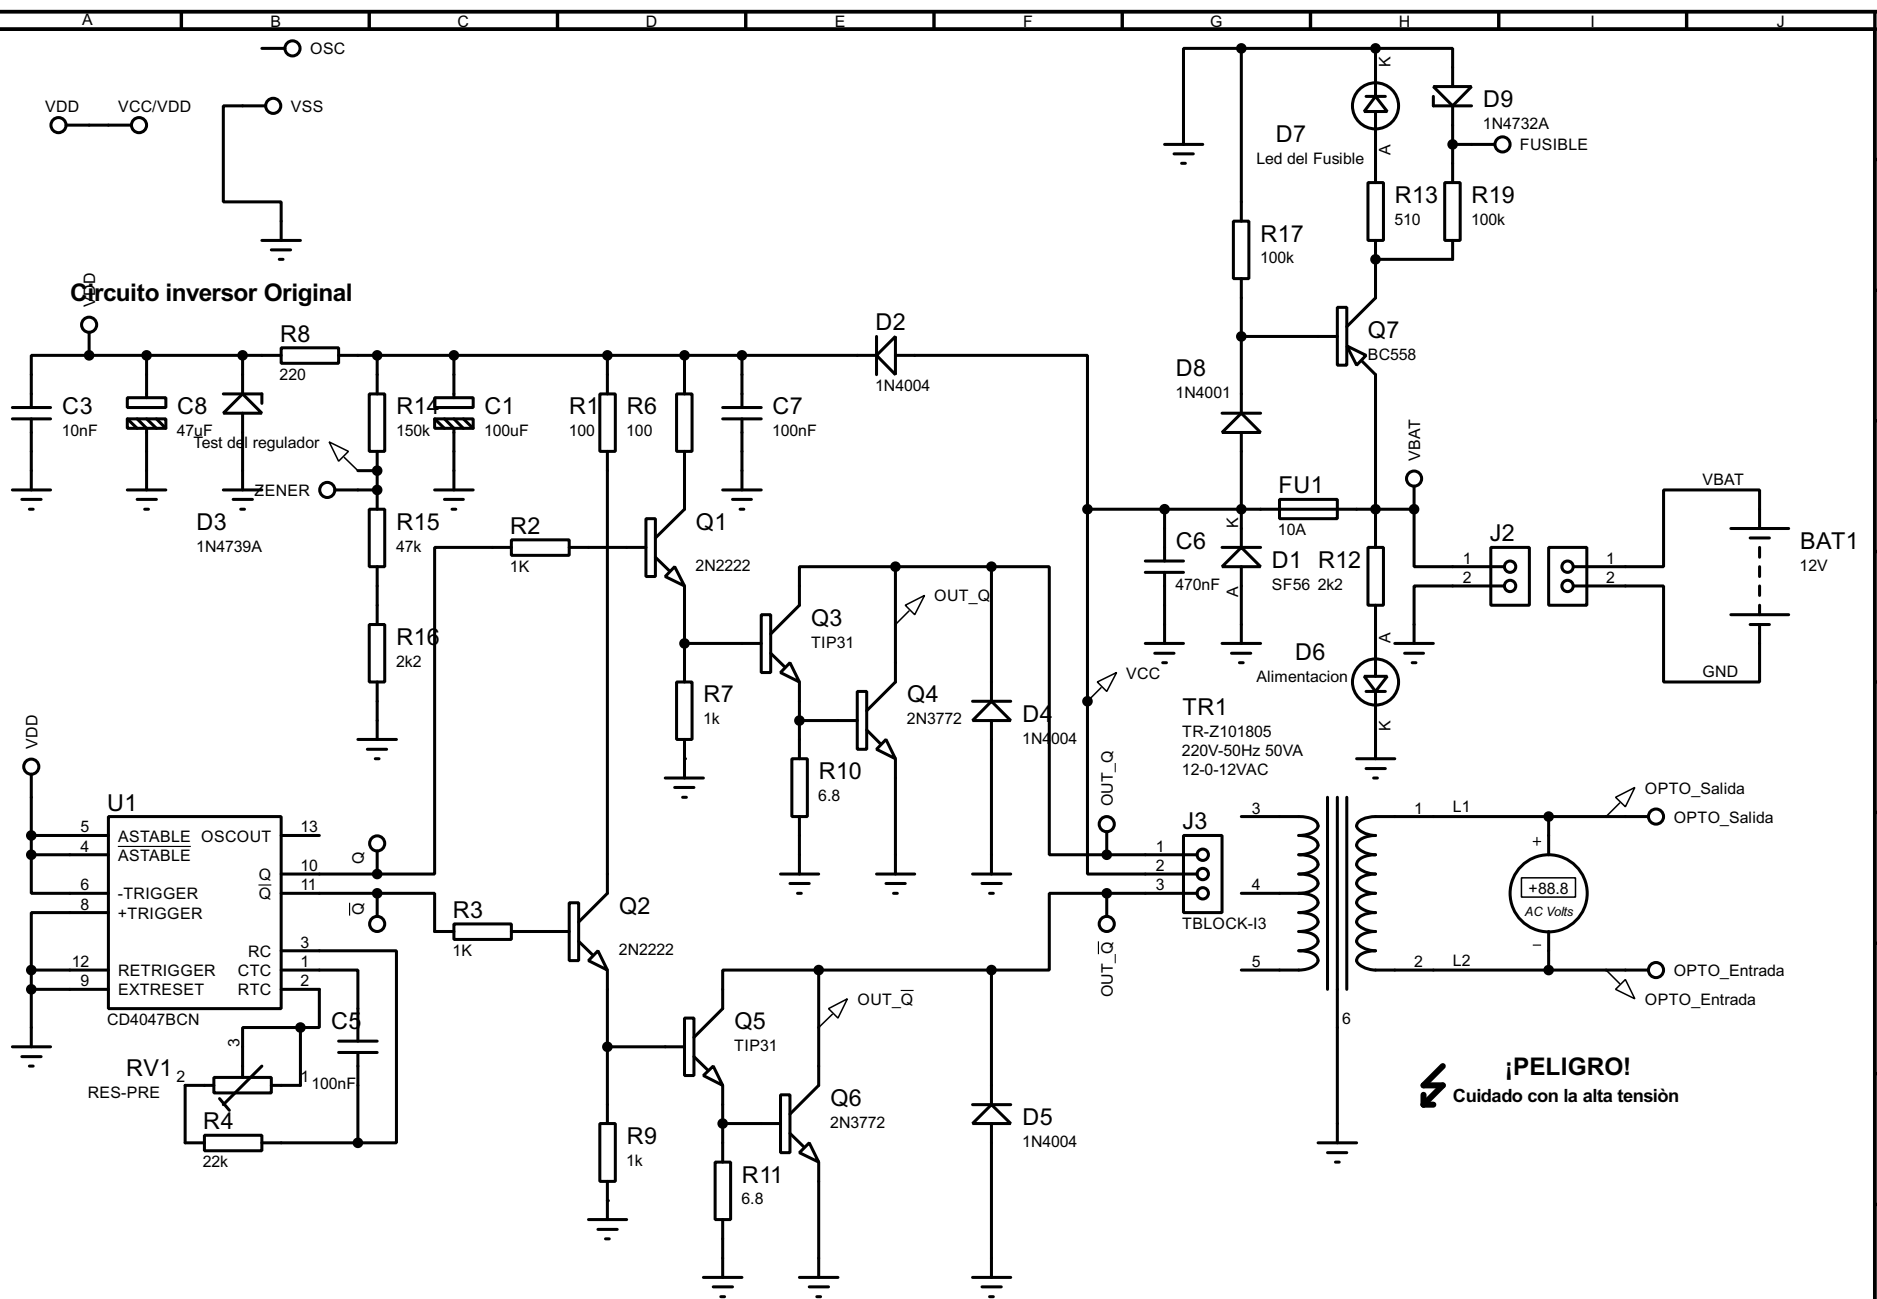 A B C D E F G H I J
OSC
VDD VCC/VDD
VSS
Circuito inversor Original
VDD
R8
220
D2
1N4004
C3
10nF
C8
47uF
D3
1N4739A
Test del regulador
ZENER
R14
150k
C1
100uF
R1
100
R6
100
C7
100nF
R15
47k
R16
2k2
R2
1K
Q1
2N2222
Q3
TIP31
OUT_Q
R7
1k
Q4
2N3772
R10
6.8
D4
1N4004
VCC
D7
Led del Fusible
K
A
D9
1N4732A
FUSIBLE
R13
510
R19
100k
R17
100k
Q7
BC558
D8
1N4001
VBAT
FU1
10A
C6
470nF
K
D1
SF56
A
R12
2k2
D6
Alimentacion
A
K
J2
1
2
1
2
VBAT
BAT1
12V
GND
VDD
U1
5 ASTABLE OSCOUT 13
4 ASTABLE
Q 10
6 -TRIGGER Q 11
8 +TRIGGER
RC 3
12 RETRIGGER CTC 1
9 EXTRESET RTC 2
CD4047BCN
Q
Q
R3
1K
Q2
2N2222
C5
100nF
RV1
RES-PRE
2
3
1
R4
22k
Q5
TIP31
OUT_Q
Q6
2N3772
R9
1k
R11
6.8
D5
1N4004
OUT_Q
OUT_Q
J3
1
2
3
TBLOCK-I3
TR1
TR-Z101805
220V-50Hz 50VA
12-0-12VAC
3
4
5
1 L1
2 L2
6
+
+88.8
AC Volts
−
OPTO_Salida
OPTO_Salida
OPTO_Entrada
OPTO_Entrada
¡PELIGRO!
Cuidado con la alta tensiòn